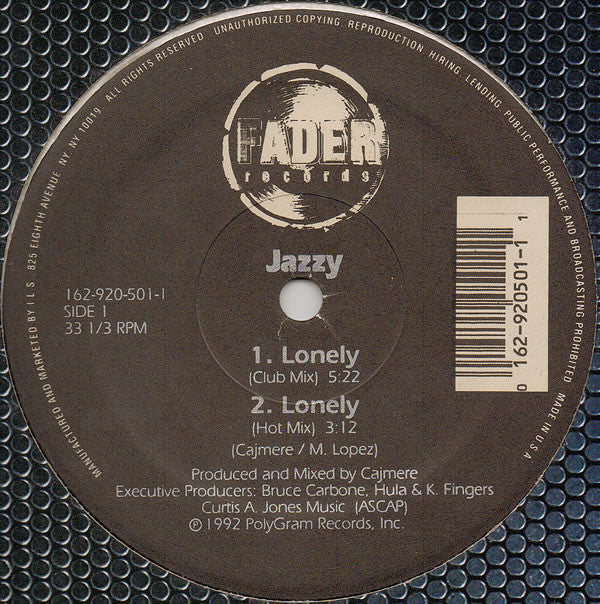 MANUFACTURED AND MARKETED BY I.L.S. 825 EIGHTH AVENUE NY NY 10019 ALL RIGHTS RESERVED UNAUTHORIZED COPYING, REPRODUCTION HIRING, LENDING, PUBLIC PERFORMANCE AND BROADCASTING PROHIBITED MADE IN U.S.A.
FADER
records
Jazzy
162-920-501-1
SIDE 1
33 1/3 RPM
0 162-920501-1 1
1. Lonely
(Club Mix) 5:22
2. Lonely
(Hot Mix) 3:12
(Cajmere / M. Lopez)
Produced and Mixed by Cajmere
Executive Producers: Bruce Carbone, Hula & K. Fingers
Curtis A. Jones Music (ASCAP)
℗ 1992 PolyGram Records, Inc.